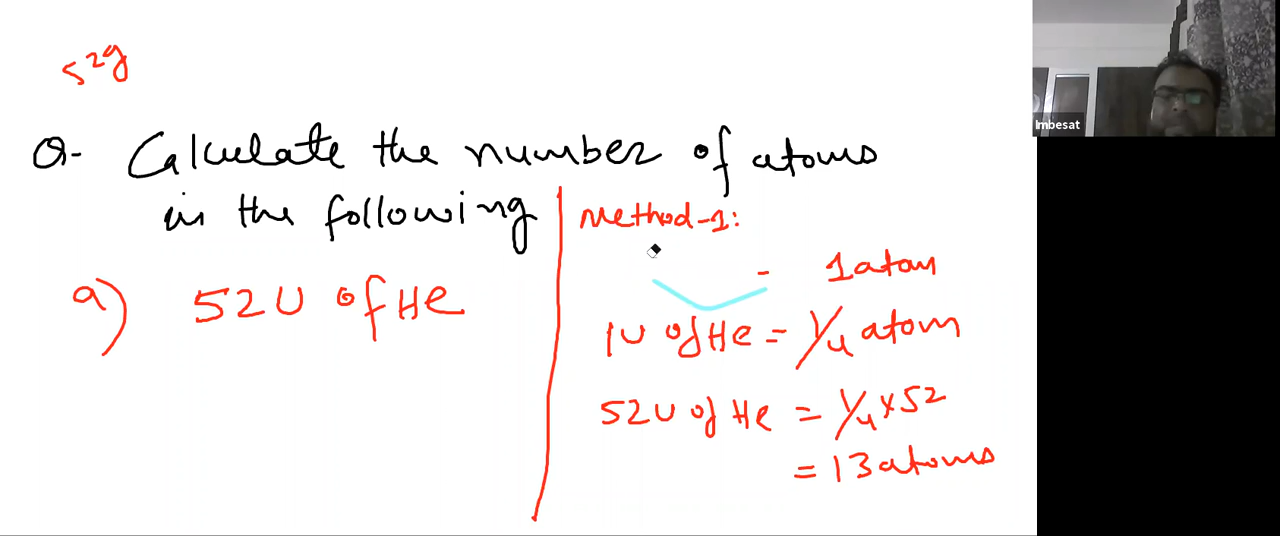 52g
Q- Calculate the number of atoms
in the following
a) 52U of He
Method-1:
= 1 atom
1U of He = 1/4 atom
52U of He = 1/4 x 52
= 13 atoms
Imbesat